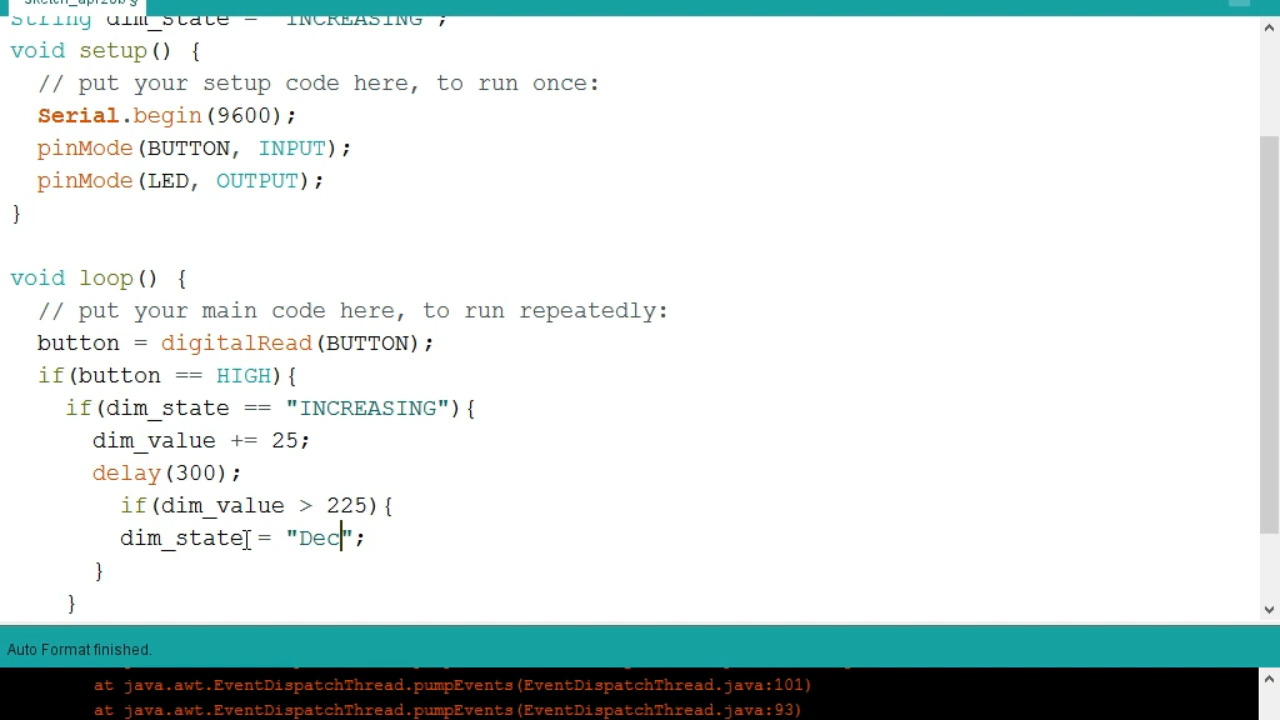 String dim_state = "INCREASING";
void setup() {
  // put your setup code here, to run once:
  Serial.begin(9600);
  pinMode(BUTTON, INPUT);
  pinMode(LED, OUTPUT);
}
void loop() {
  // put your main code here, to run repeatedly:
  button = digitalRead(BUTTON);
  if(button == HIGH){
    if(dim_state == "INCREASING"){
      dim_value += 25;
      delay(300);
        if(dim_value > 225){
        dim_state = "Dec";
      }
    }
Auto Format finished.
at java.awt.EventDispatchThread.pumpEvents(EventDispatchThread.java:101)
at java.awt.EventDispatchThread.pumpEvents(EventDispatchThread.java:93)